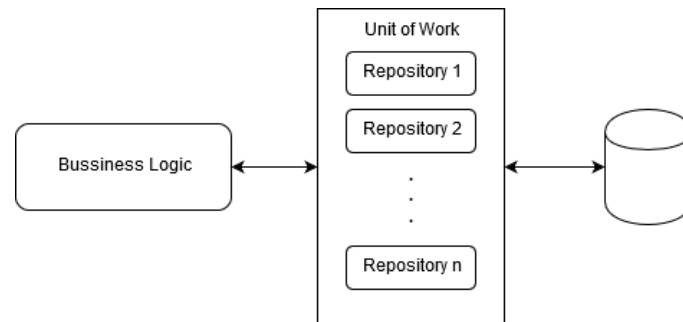 Unit of Work
Repository 1
Repository 2
Bussiness Logic
.
.
.
Repository n